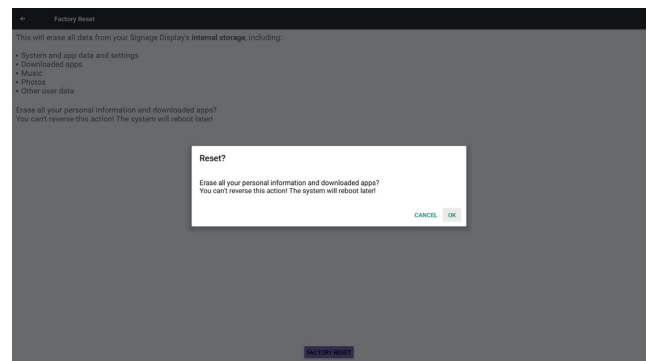 ← Factory Reset
This will erase all data from your Signage Display's internal storage, including:
• System and app data and settings
• Downloaded apps
• Music
• Photos
• Other user data
Erase all your personal information and downloaded apps?
You can't reverse this action! The system will reboot later!
Reset?
Erase all your personal information and downloaded apps?
You can't reverse this action! The system will reboot later!
CANCEL OK
FACTORY RESET